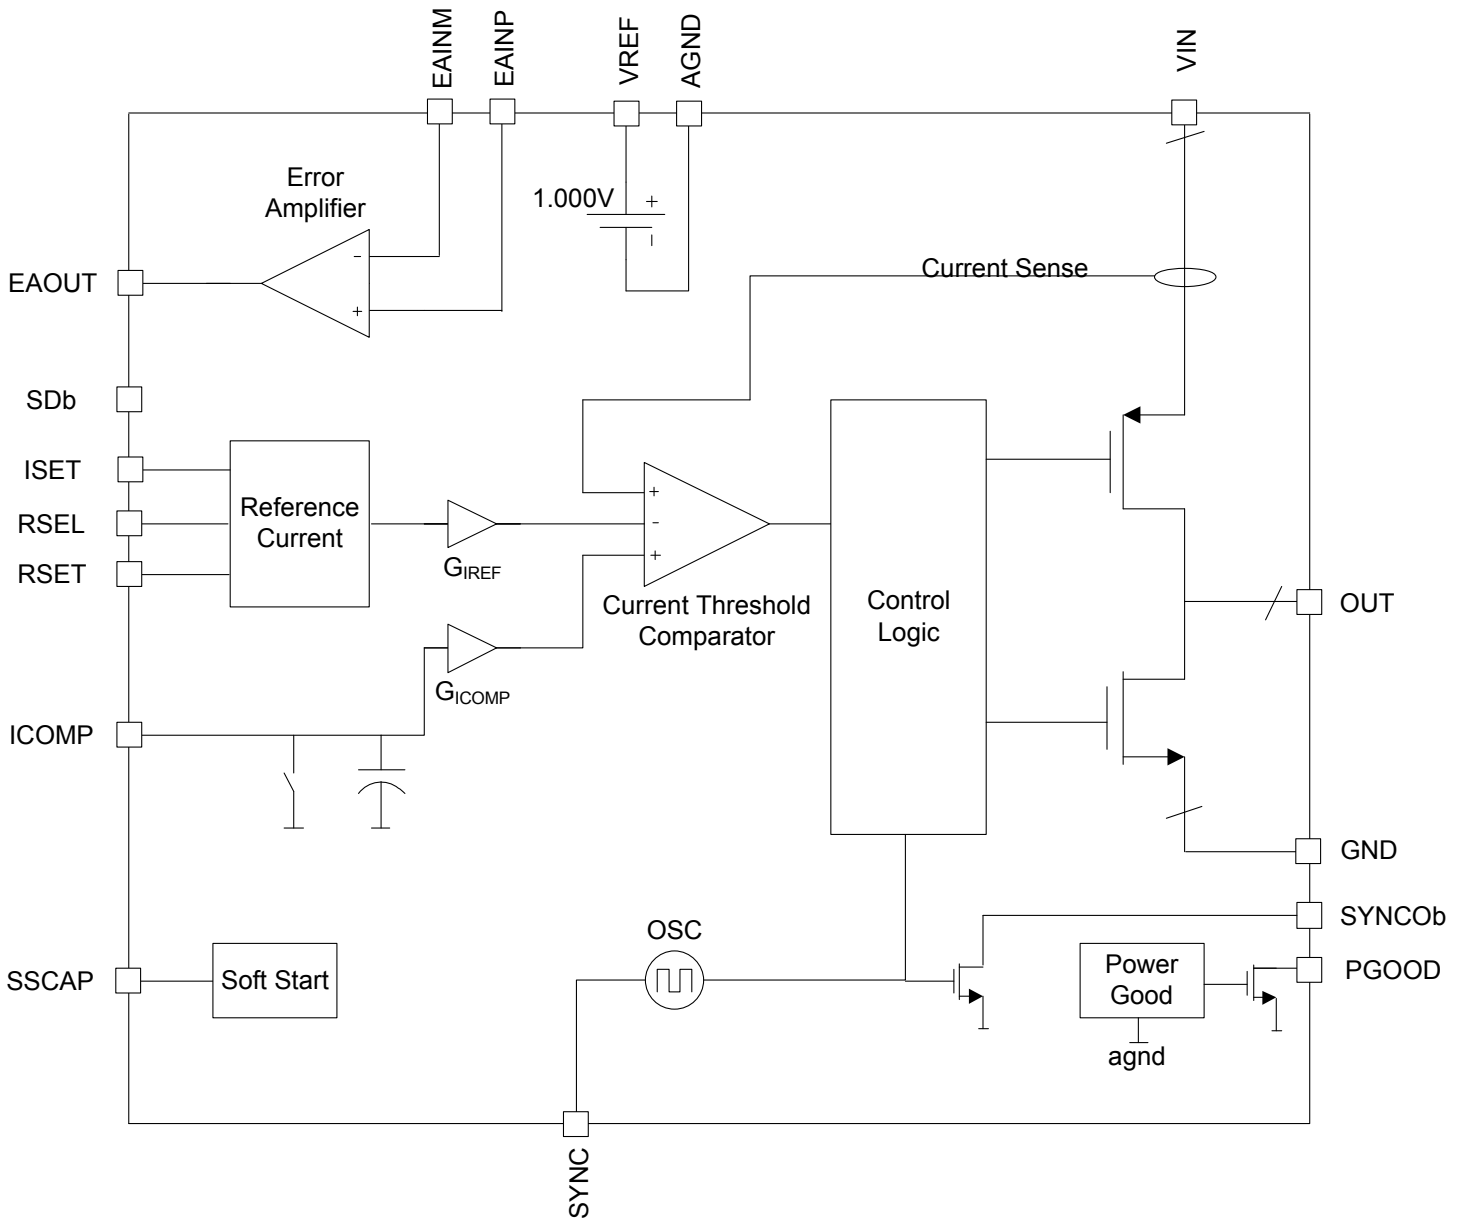 EAINM
EAINP
VREF
AGND
VIN
Error
Amplifier
1.000V
+
-
Current Sense
EAOUT
-
+
SDb
ISET
RSEL
RSET
Reference
Current
GIREF
+
-
+
Current Threshold
Comparator
GICOMP
Control
Logic
OUT
ICOMP
GND
SYNCOb
OSC
SSCAP
Soft Start
Power
Good
PGOOD
agnd
SYNC